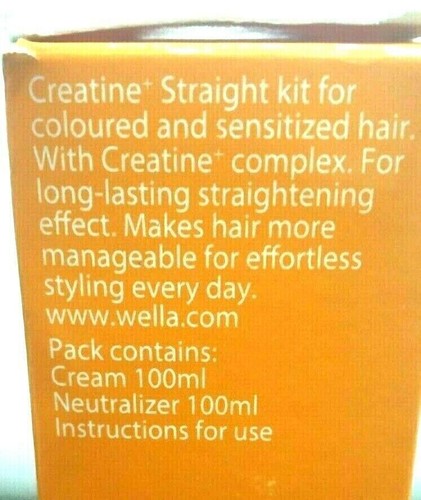 Creatine⁺ Straight kit for
coloured and sensitized hair.
With Creatine⁺ complex. For
long-lasting straightening
effect. Makes hair more
manageable for effortless
styling every day.
www.wella.com
Pack contains:
Cream 100ml
Neutralizer 100ml
Instructions for use